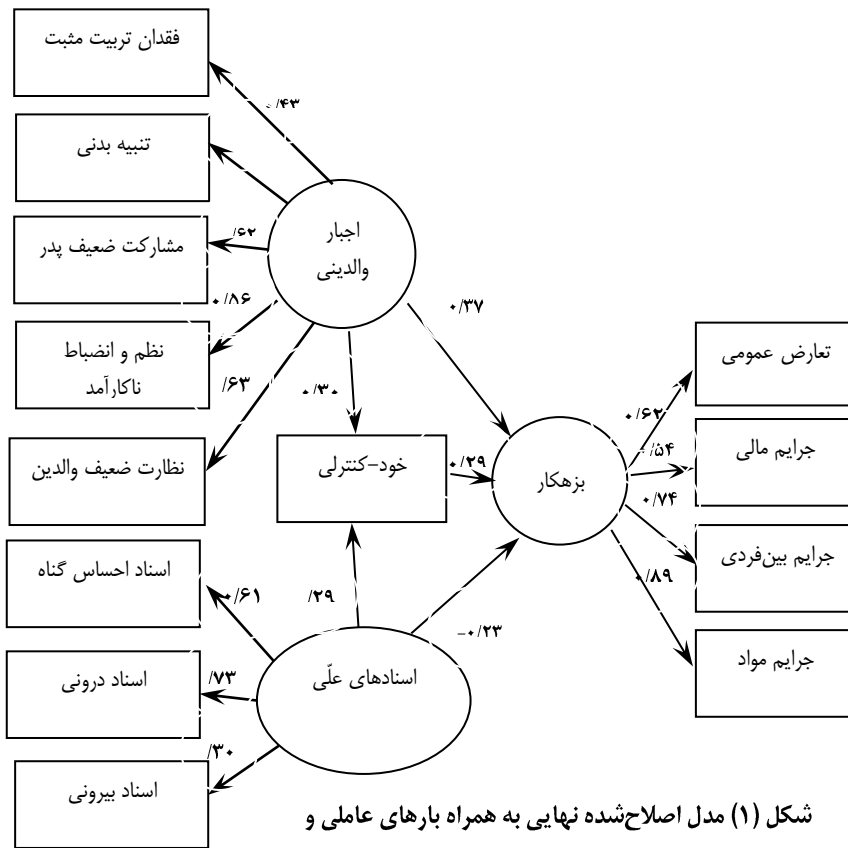 فقدان تربیت مثبت
۰/۴۳
تنبیه بدنی
اجبار
والدینی
/۶۲
مشارکت ضعیف پدر
۰/۸۶
۰/۳۷
نظم و انضباط
ناکارآمد
/۶۳
۰/۳۰
تعارض عمومی
۰/۶۲
خود-کنترلی
۰/۲۹
بزهکار
/۵۴
جرایم مالی
نظارت ضعیف والدین
۰/۷۴
جرایم بین‌فردی
اسناد احساس گناه
۰/۶۱
/۲۹
۰/۸۹
-۰/۲۳
جرایم مواد
اسناد درونی
/۷۳
اسنادهای علّی
/۳۰
اسناد بیرونی
شکل (۱) مدل اصلاح‌شده نهایی به همراه بارهای عاملی و